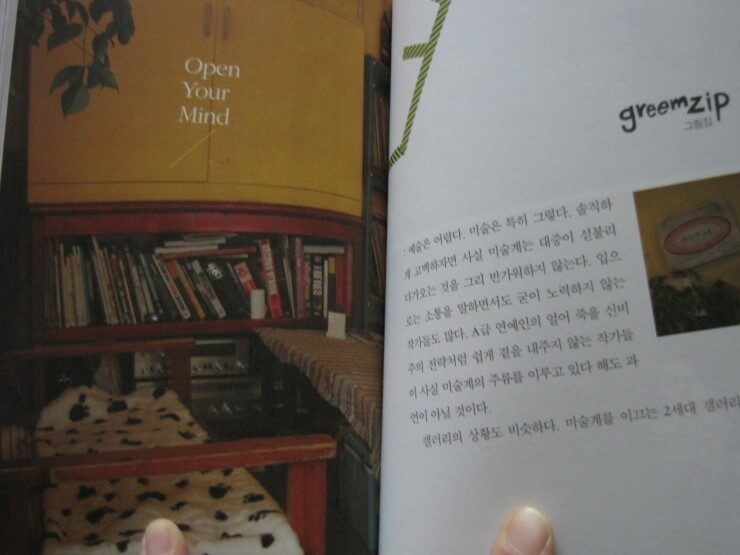 Open
Your
Mind
greemzip
그림집
예술은 어렵다. 미술은 특히 그렇다. 솔직하
게 고백하자면 사실 미술계는 대중이 섣불리
다가오는 것을 그리 반가워하지 않는다. 입으
로는 소통을 말하면서도 굳이 노력하지 않는
작가들도 많다. A급 연예인의 얼어 죽을 신비
주의 전략처럼 쉽게 곁을 내주지 않는 작가들
이 사실 미술계의 주류를 이루고 있다 해도 과
언이 아닐 것이다.
갤러리의 상황도 비슷하다. 미술계를 이끄는 2세대 갤러리